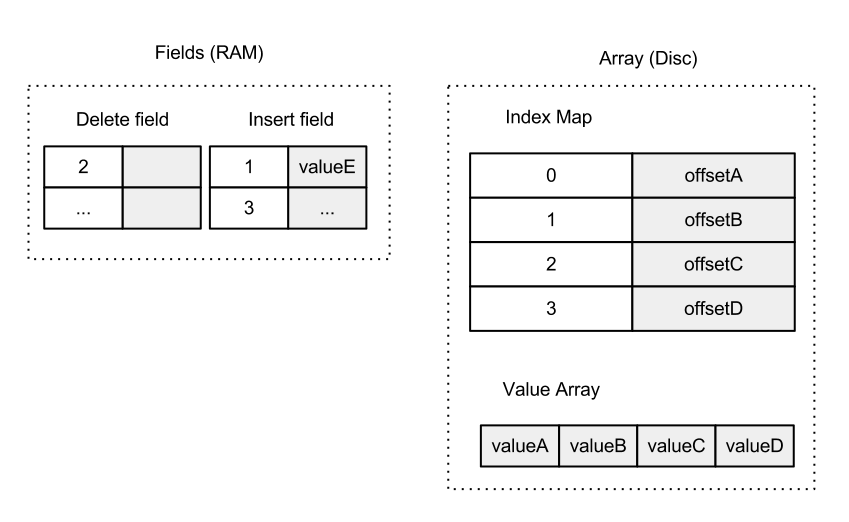 Fields (RAM)
Delete field
Insert field
2
...
1 valueE
3 ...
Array (Disc)
Index Map
0 offsetA
1 offsetB
2 offsetC
3 offsetD
Value Array
valueA valueB valueC valueD